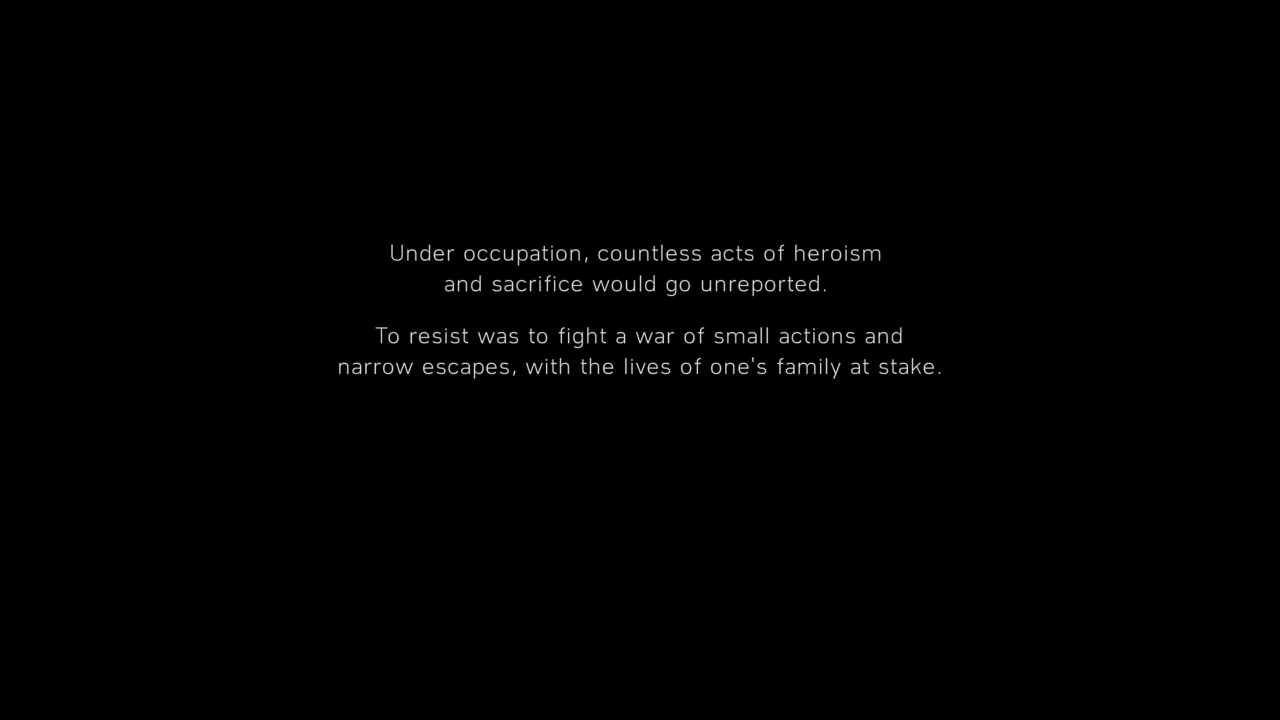 Under occupation, countless acts of heroism
and sacrifice would go unreported.
To resist was to fight a war of small actions and
narrow escapes, with the lives of one's family at stake.